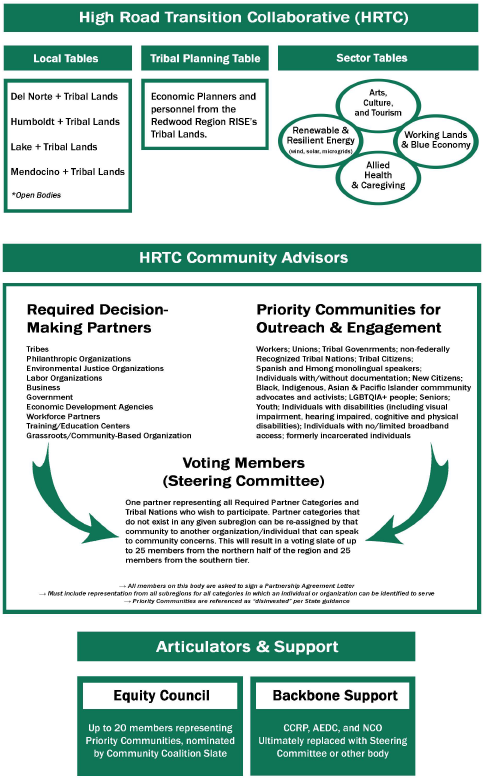 High Road Transition Collaborative (HRTC)
Local Tables
Del Norte + Tribal Lands
Humboldt + Tribal Lands
Lake + Tribal Lands
Mendocino + Tribal Lands
*Open Bodies
Tribal Planning Table
Economic Planners and
personnel from the
Redwood Region RISE's
Tribal Lands.
Sector Tables
Arts,
Culture,
and Tourism
Renewable &
Resilient Energy
(wind, solar, microgrids)
Working Lands
& Blue Economy
Allied
Health
& Caregiving
HRTC Community Advisors
Required Decision-
Making Partners
Tribes
Philanthropic Organizations
Environmental Justice Organizations
Labor Organizations
Business
Government
Economic Development Agencies
Workforce Partners
Training/Education Centers
Grassroots/Community-Based Organization
Priority Communities for
Outreach & Engagement
Workers; Unions; Tribal Governments; non-federally
Recognized Tribal Nations; Tribal Citizens;
Spanish and Hmong monolingual speakers;
Individuals with/without documentation; New Citizens;
Black, Indigenous, Asian & Pacific Islander commmunity
advocates and activists; LGBTQIA+ people; Seniors;
Youth; Individuals with disabilities (including visual
impairment, hearing impaired, cognitive and physical
disabilities); Individuals with no/limited broadband
access; formerly incarcerated individuals
Voting Members
(Steering Committee)
One partner representing all Required Partner Categories and
Tribal Nations who wish to participate. Partner categories that
do not exist in any given subregion can be re-assigned by that
community to another organization/individual that can speak
to community concerns. This will result in a voting slate of up
to 25 members from the northern half of the region and 25
members from the southern tier.
→ All members on this body are asked to sign a Partnership Agreement Letter
→ Must include representation from all subregions for all categories in which an individual or organization can be identified to serve
→ Priority Communities are referenced as "disinvested" per State guidance
Articulators & Support
Equity Council
Up to 20 members representing
Priority Communities, nominated
by Community Coalition Slate
Backbone Support
CCRP, AEDC, and NCO
Ultimately replaced with Steering
Committee or other body